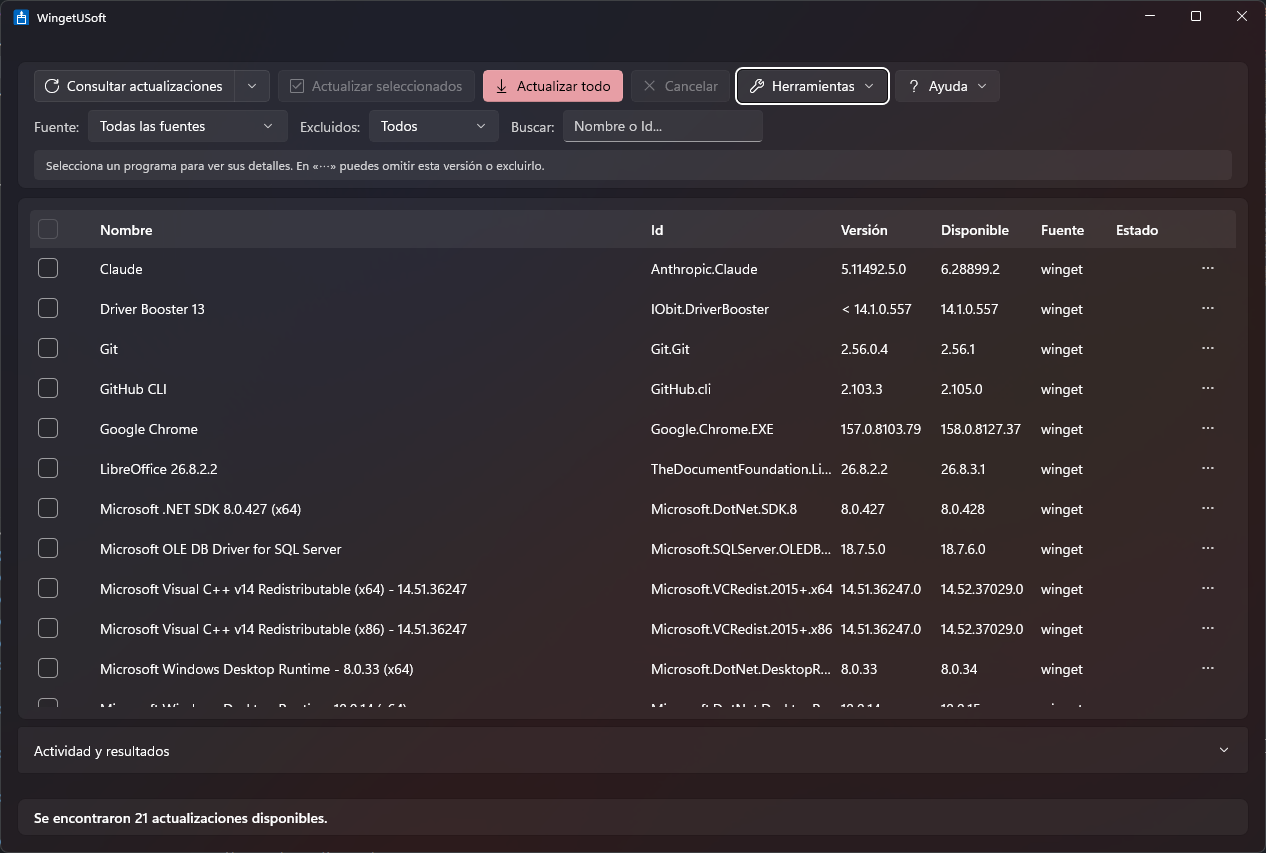 WingetUSoft
Consultar actualizaciones Actualizar seleccionados Actualizar todo Cancelar Herramientas ? Ayuda
Fuente: Todas las fuentes Excluidos: Todos Buscar: Nombre o Id...
Selecciona un programa para ver sus detalles. En «···» puedes omitir esta versión o excluirlo.
Nombre Id Versión Disponible Fuente Estado
Claude Anthropic.Claude 5.11492.5.0 6.28899.2 winget ···
Driver Booster 13 IObit.DriverBooster < 14.1.0.557 14.1.0.557 winget ···
Git Git.Git 2.56.0.4 2.56.1 winget ···
GitHub CLI GitHub.cli 2.103.3 2.105.0 winget ···
Google Chrome Google.Chrome.EXE 157.0.8103.79 158.0.8127.37 winget ···
LibreOffice 26.8.2.2 TheDocumentFoundation.Li... 26.8.2.2 26.8.3.1 winget ···
Microsoft .NET SDK 8.0.427 (x64) Microsoft.DotNet.SDK.8 8.0.427 8.0.428 winget ···
Microsoft OLE DB Driver for SQL Server Microsoft.SQLServer.OLEDB... 18.7.5.0 18.7.6.0 winget ···
Microsoft Visual C++ v14 Redistributable (x64) - 14.51.36247 Microsoft.VCRedist.2015+.x64 14.51.36247.0 14.52.37029.0 winget ···
Microsoft Visual C++ v14 Redistributable (x86) - 14.51.36247 Microsoft.VCRedist.2015+.x86 14.51.36247.0 14.52.37029.0 winget ···
Microsoft Windows Desktop Runtime - 8.0.33 (x64) Microsoft.DotNet.DesktopR... 8.0.33 8.0.34 winget ···
Actividad y resultados
Se encontraron 21 actualizaciones disponibles.